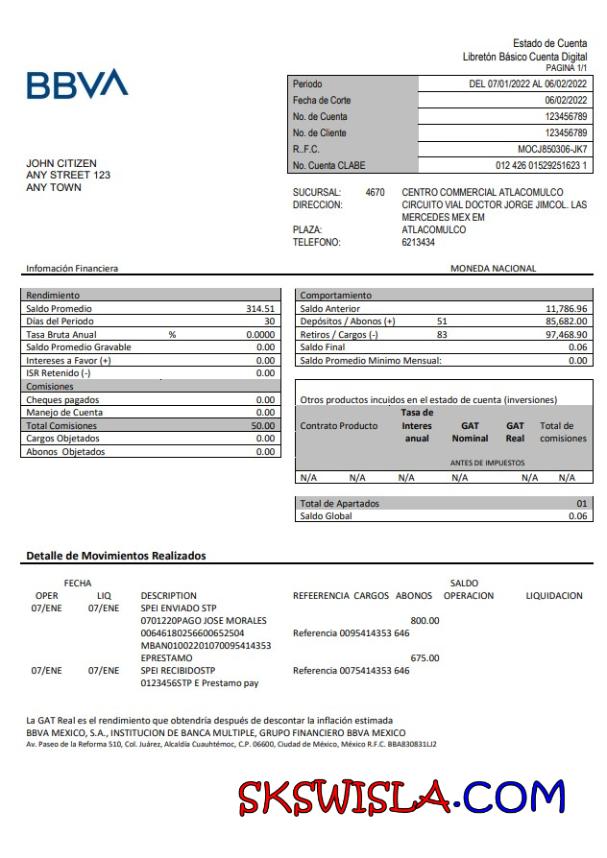 Estado de Cuenta
Libretón Básico Cuenta Digital
PAGINA 1/1
BBVA
Periodo DEL 07/01/2022 AL 06/02/2022
Fecha de Corte 06/02/2022
No. de Cuenta 123456789
No. de Cliente 123456789
R..F.C. MOCJ850306-JK7
No. Cuenta CLABE 012 426 01529251623 1
JOHN CITIZEN
ANY STREET 123
ANY TOWN
SUCURSAL: 4670 CENTRO COMMERCIAL ATLACOMULCO
DIRECCION: CIRCUITO VIAL DOCTOR JORGE JIMCOL. LAS
MERCEDES MEX EM
PLAZA: ATLACOMULCO
TELEFONO: 6213434
Infomación Financiera MONEDA NACIONAL
Rendimiento
Saldo Promedio 314.51
Días del Periodo 30
Tasa Bruta Anual % 0.0000
Saldo Promedio Gravable 0.00
Intereses a Favor (+) 0.00
ISR Retenido (-) 0.00
Comisiones
Cheques pagados 0.00
Manejo de Cuenta 0.00
Total Comisiones 50.00
Cargos Objetados 0.00
Abonos Objetados 0.00
Comportamiento
Saldo Anterior 11,786.96
Depósitos / Abonos (+) 51 85,682.00
Retiros / Cargos (-) 83 97,468.90
Saldo Final 0.06
Saldo Promedio Minimo Mensual: 0.00
Otros productos incuidos en el estado de cuenta (inversiones)
Contrato Producto Tasa de Interes anual GAT Nominal GAT Real Total de comisiones
ANTES DE IMPUESTOS
N/A N/A N/A N/A N/A N/A
Total de Apartados 01
Saldo Global 0.06
Detalle de Movimientos Realizados
FECHA SALDO
OPER LIQ DESCRIPTION REFEERENCIA CARGOS ABONOS OPERACION LIQUIDACION
07/ENE 07/ENE SPEI ENVIADO STP
0701220PAGO JOSE MORALES 800.00
00646180256600652504 Referencia 0095414353 646
MBAN01002201070095414353
EPRESTAMO 675.00
07/ENE 07/ENE SPEI RECIBIDOSTP Referencia 0075414353 646
0123456STP E Prestamo pay
La GAT Real es el rendimiento que obtendría después de descontar la inflación estimada
BBVA MEXICO, S.A., INSTITUCION DE BANCA MULTIPLE, GRUPO FINANCIERO BBVA MEXICO
Av. Paseo de la Reforma 510, Col. Juárez, Alcaldía Cuauhtémoc, C.P. 06600, Ciudad de México, México R.F.C. BBA830831LJ2
SKSWISLA.COM